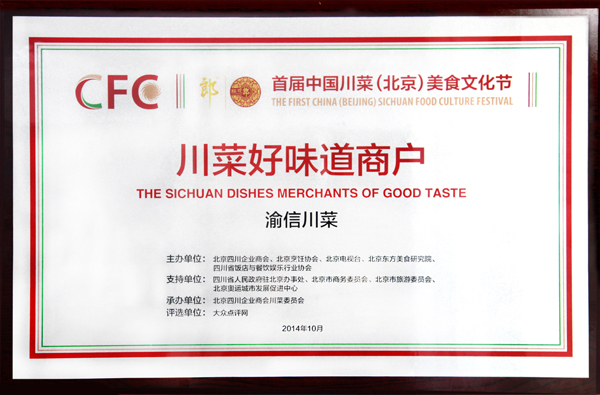 CFC
郎
首届中国川菜(北京)美食文化节
THE FIRST CHINA (BEIJING) SICHUAN FOOD CULTURE FESTIVAL
川菜好味道商户
THE SICHUAN DISHES MERCHANTS OF GOOD TASTE
渝信川菜
主办单位：北京四川企业商会、北京烹饪协会、北京电视台、北京东方美食研究院、
四川省饭店与餐饮娱乐行业协会
支持单位：四川省人民政府驻北京办事处、北京市商务委员会、北京市旅游委员会、
北京奥运城市发展促进中心
承办单位：北京四川企业商会川菜委员会
评选单位：大众点评网
2014年10月